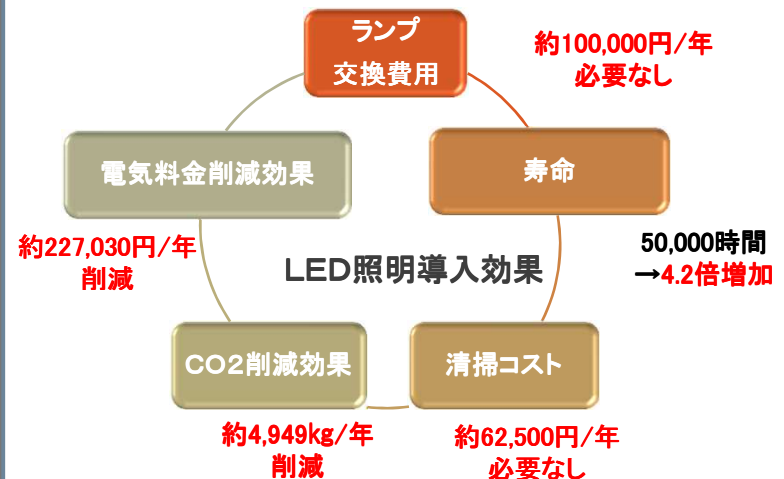 ランプ
交換費用
約100,000円/年
必要なし
電気料金削減効果
寿命
約227,030円/年
削減
50,000時間
→4.2倍増加
LED照明導入効果
CO2削減効果
清掃コスト
約4,949kg/年
削減
約62,500円/年
必要なし